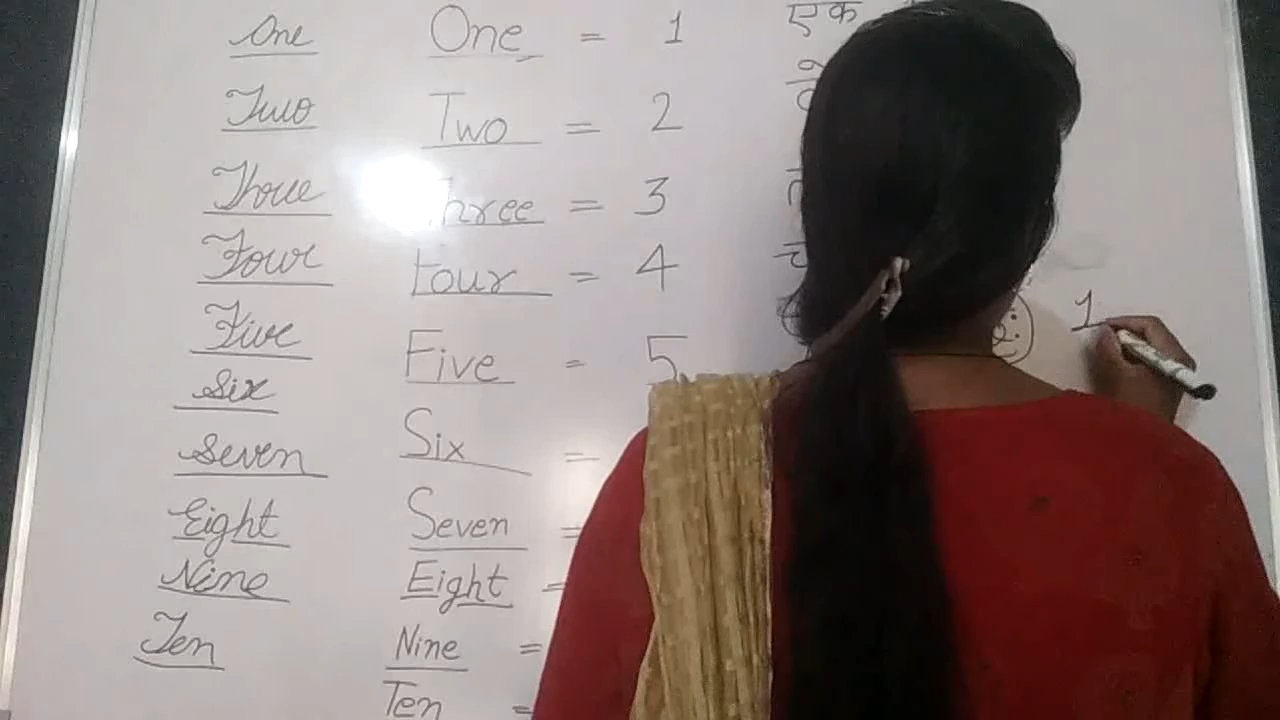 One One = 1 एक
Two Two = 2
Three Three = 3
Four Four = 4
Five Five = 5 1
Six Six =
Seven Seven =
Eight Eight =
Nine Nine =
Ten Ten =